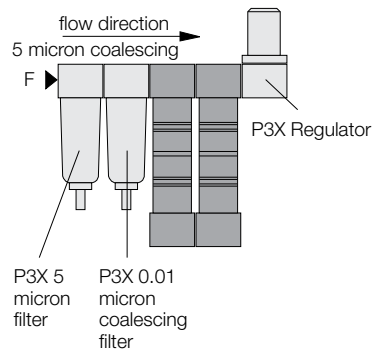 flow direction
5 micron coalescing
F
P3X Regulator
P3X 5
micron
filter
P3X 0.01
micron
coalescing
filter